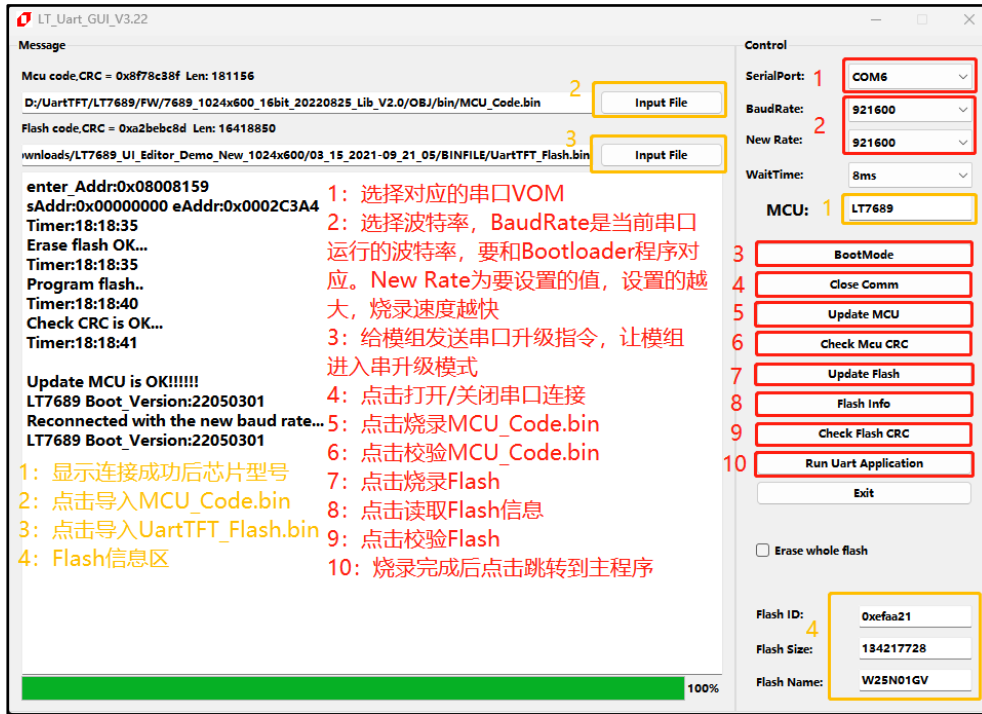 LT_Uart_GUI_V3.22
Message
Mcu code,CRC = 0x8f78c38f Len: 181156
2
D:/UartTFT/LT7689/FW/7689_1024x600_16bit_20220825_Lib_V2.0/OBJ/bin/MCU_Code.bin
Input File
Flash code,CRC = 0xa2bebc8d Len: 16418850
3
wnloads/LT7689_UI_Editor_Demo_New_1024x600/03_15_2021-09_21_05/BINFILE/UartTFT_Flash.bin
Input File
enter_Addr:0x08008159
sAddr:0x00000000 eAddr:0x0002C3A4
Timer:18:18:35
Erase flash OK...
Timer:18:18:35
Program flash..
Timer:18:18:40
Check CRC is OK...
Timer:18:18:41
Update MCU is OK!!!!!!
LT7689 Boot_Version:22050301
Reconnected with the new baud rate...
LT7689 Boot_Version:22050301
1：显示连接成功后芯片型号
2：点击导入MCU_Code.bin
3：点击导入UartTFT_Flash.bin
4：Flash信息区
1：选择对应的串口VOM
2：选择波特率，BaudRate是当前串口
运行的波特率，要和Bootloader程序对
应。New Rate为要设置的值，设置的越
大，烧录速度越快
3：给模组发送串口升级指令，让模组
进入串升级模式
4：点击打开/关闭串口连接
5：点击烧录MCU_Code.bin
6：点击校验MCU_Code.bin
7：点击烧录Flash
8：点击读取Flash信息
9：点击校验Flash
10：烧录完成后点击跳转到主程序
100%
Control
SerialPort: 1 COM6
BaudRate: 921600
2
New Rate: 921600
WaitTime: 8ms
MCU: 1 LT7689
3 BootMode
4 Close Comm
5 Update MCU
6 Check Mcu CRC
7 Update Flash
8 Flash Info
9 Check Flash CRC
10 Run Uart Application
Exit
Erase whole flash
Flash ID: 0xefaa21
4
Flash Size: 134217728
Flash Name: W25N01GV